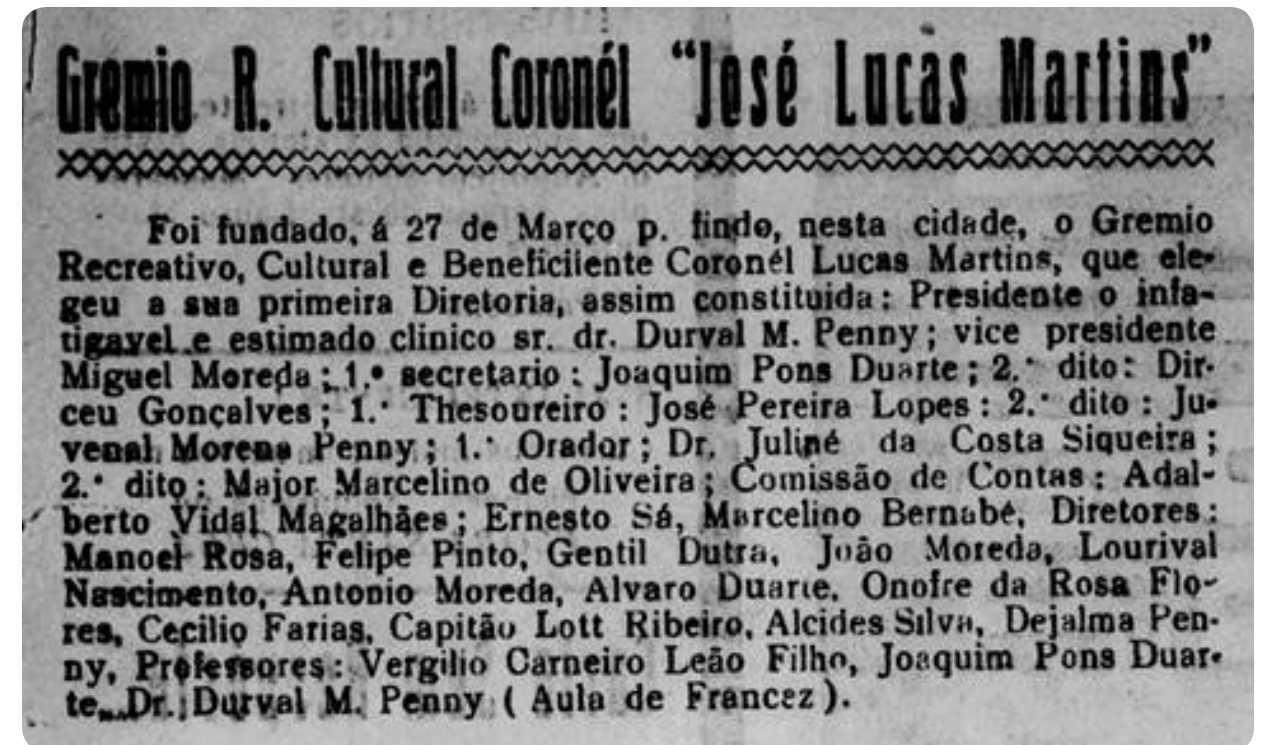 Gremio R. Cultural Coronél “José Lucas Martins”
Foi fundado, á 27 de Março p. findo, nesta cidade, o Gremio
Recreativo, Cultural e Beneficiiente Coronél Lucas Martins, que ele-
geu a sua primeira Diretoria, assim constituida: Presidente o infa-
tigavel e estimado clinico sr. dr. Durval M. Penny; vice presidente
Miguel Moreda; 1.º secretario: Joaquim Pons Duarte; 2.º dito: Dir-
ceu Gonçalves; 1.º Thesoureiro: José Pereira Lopes: 2.º dito: Ju-
venal Morena Penny; 1.º Orador; Dr. Juliné da Costa Siqueira;
2.º dito: Major Marcelino de Oliveira; Comissão de Contas: Adal-
berto Vidal Magalhães; Ernesto Sá, Marcelino Bernabé, Diretores:
Manoel Rosa, Felipe Pinto, Gentil Dutra, João Moreda, Lourival
Nascimento, Antonio Moreda, Alvaro Duarte, Onofre da Rosa Flo-
res, Cecilio Farias, Capitão Lott Ribeiro, Alcides Silva, Dejalma Pen-
ny, Professores: Vergilio Carneiro Leão Filho, Joaquim Pons Duar-
te, Dr. Durval M. Penny (Aula de Francez).